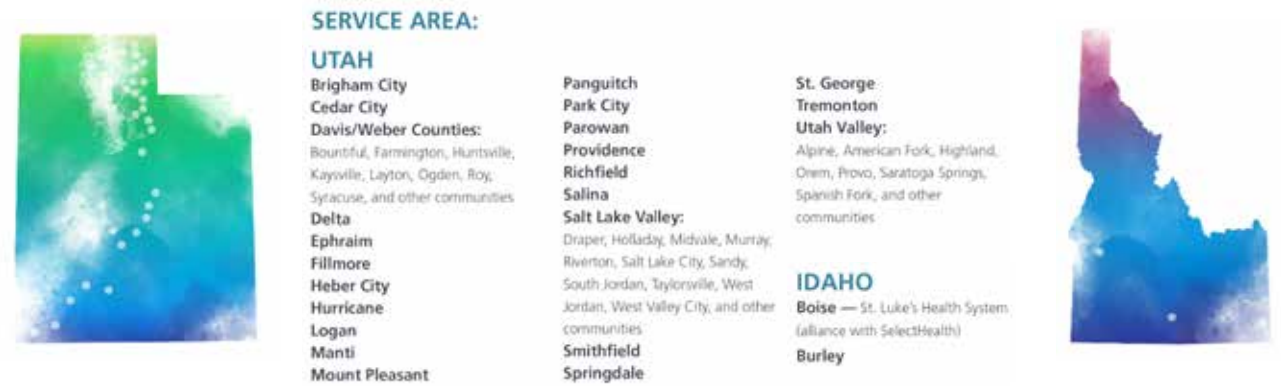 SERVICE AREA:
UTAH
Brigham City
Cedar City
Davis/Weber Counties:
Bountiful, Farmington, Huntsville,
Kaysville, Layton, Ogden, Roy,
Syracuse, and other communities
Delta
Ephraim
Fillmore
Heber City
Hurricane
Logan
Manti
Mount Pleasant
Panguitch
Park City
Parowan
Providence
Richfield
Salina
Salt Lake Valley:
Draper, Holladay, Midvale, Murray,
Riverton, Salt Lake City, Sandy,
South Jordan, Taylorsville, West
Jordan, West Valley City, and other
communities
Smithfield
Springdale
St. George
Tremonton
Utah Valley:
Alpine, American Fork, Highland,
Orem, Provo, Saratoga Springs,
Spanish Fork, and other
communities
IDAHO
Boise — St. Luke's Health System
(alliance with SelectHealth)
Burley